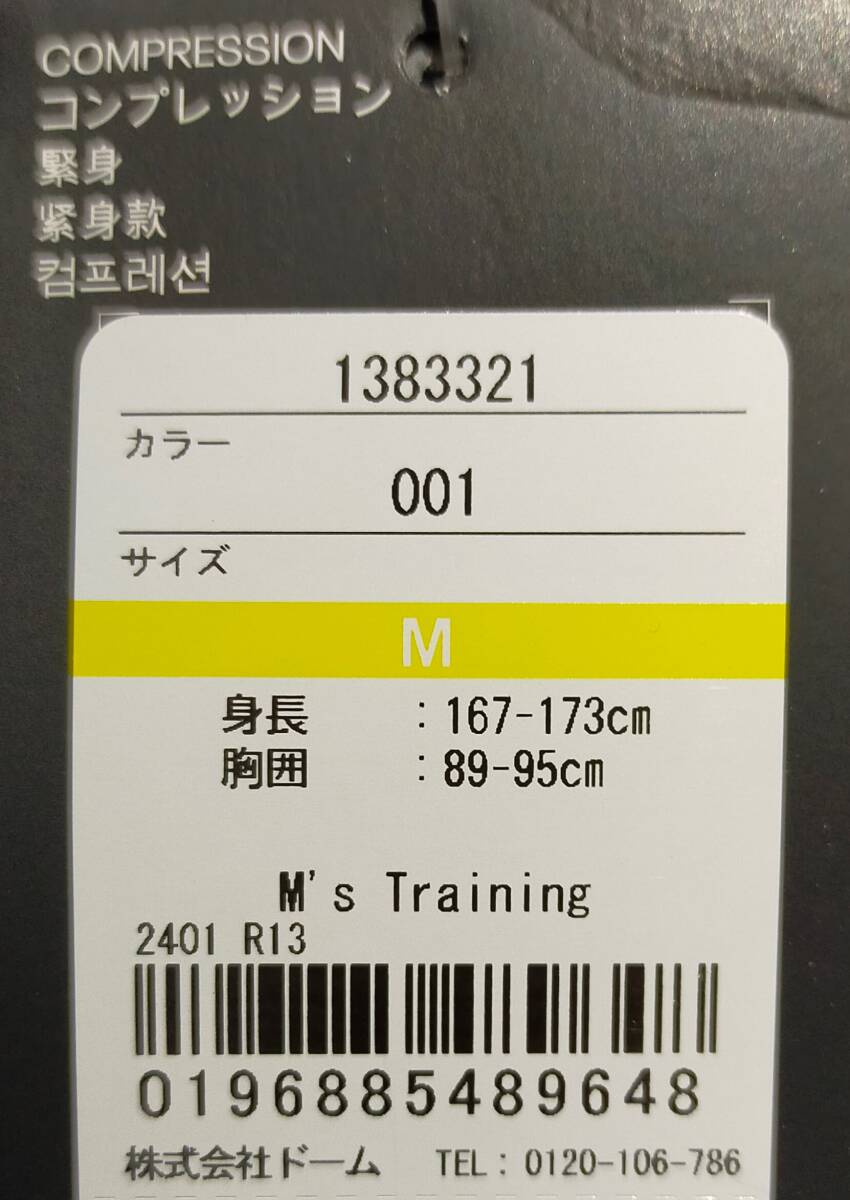 COMPRESSION
コンプレッション
緊身
紧身款
컴프레션
1383321
カラー
001
サイズ
M
身長 : 167-173cm
胸囲 : 89-95cm
M's Training
2401 R13
0196885489648
株式会社ドーム TEL: 0120-106-786